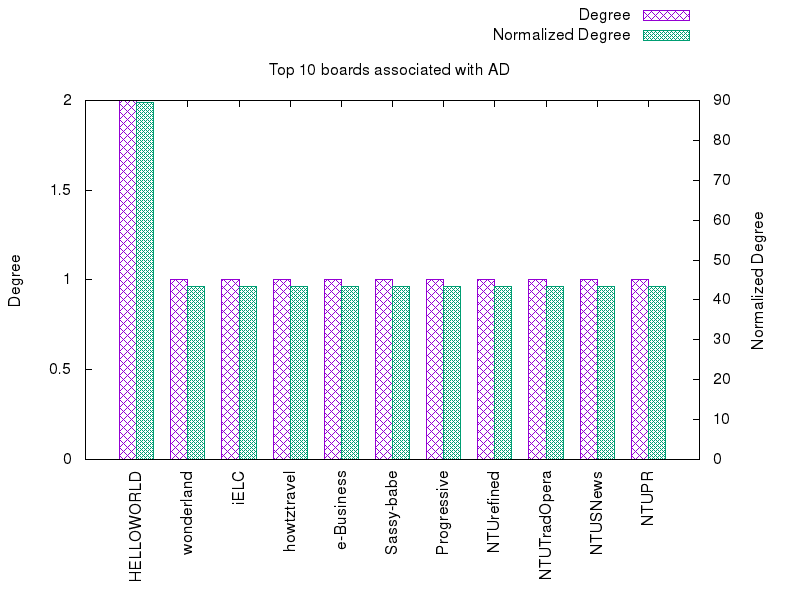 Degree
Normalized Degree
Top 10 boards associated with AD
2
1.5
1
0.5
0
90
80
70
60
50
40
30
20
10
0
Degree
Normalized Degree
HELLOWORLD
wonderland
iELC
howtztravel
e-Business
Sassy-babe
Progressive
NTUrefined
NTUTradOpera
NTUSNews
NTUPR